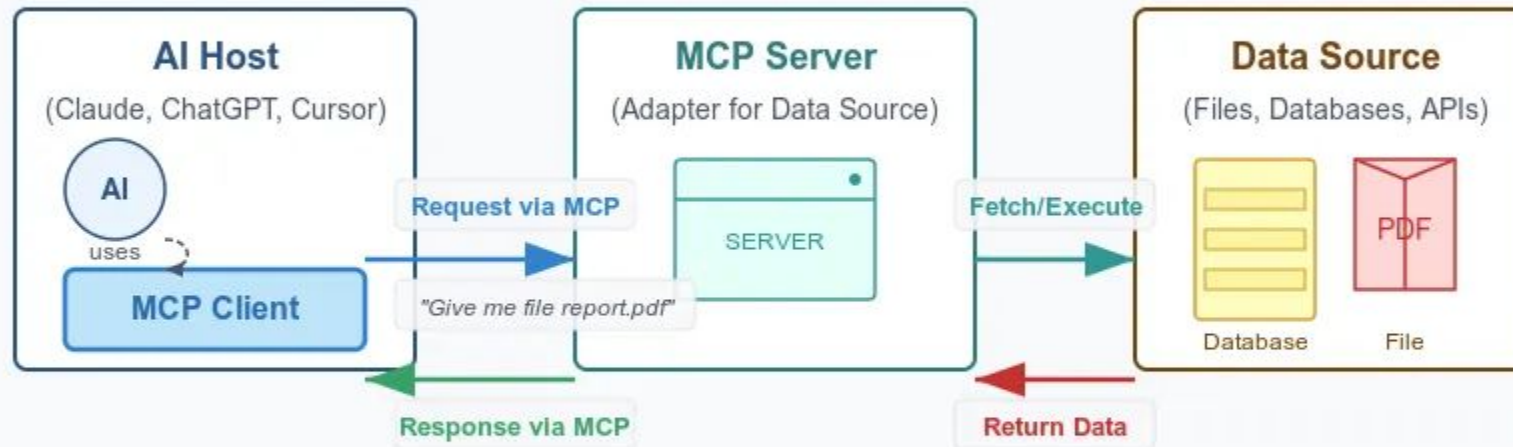 AI Host
(Claude, ChatGPT, Cursor)
AI
uses
MCP Client
Request via MCP
"Give me file report.pdf"
Response via MCP
MCP Server
(Adapter for Data Source)
SERVER
Fetch/Execute
Return Data
Data Source
(Files, Databases, APIs)
PDF
Database
File